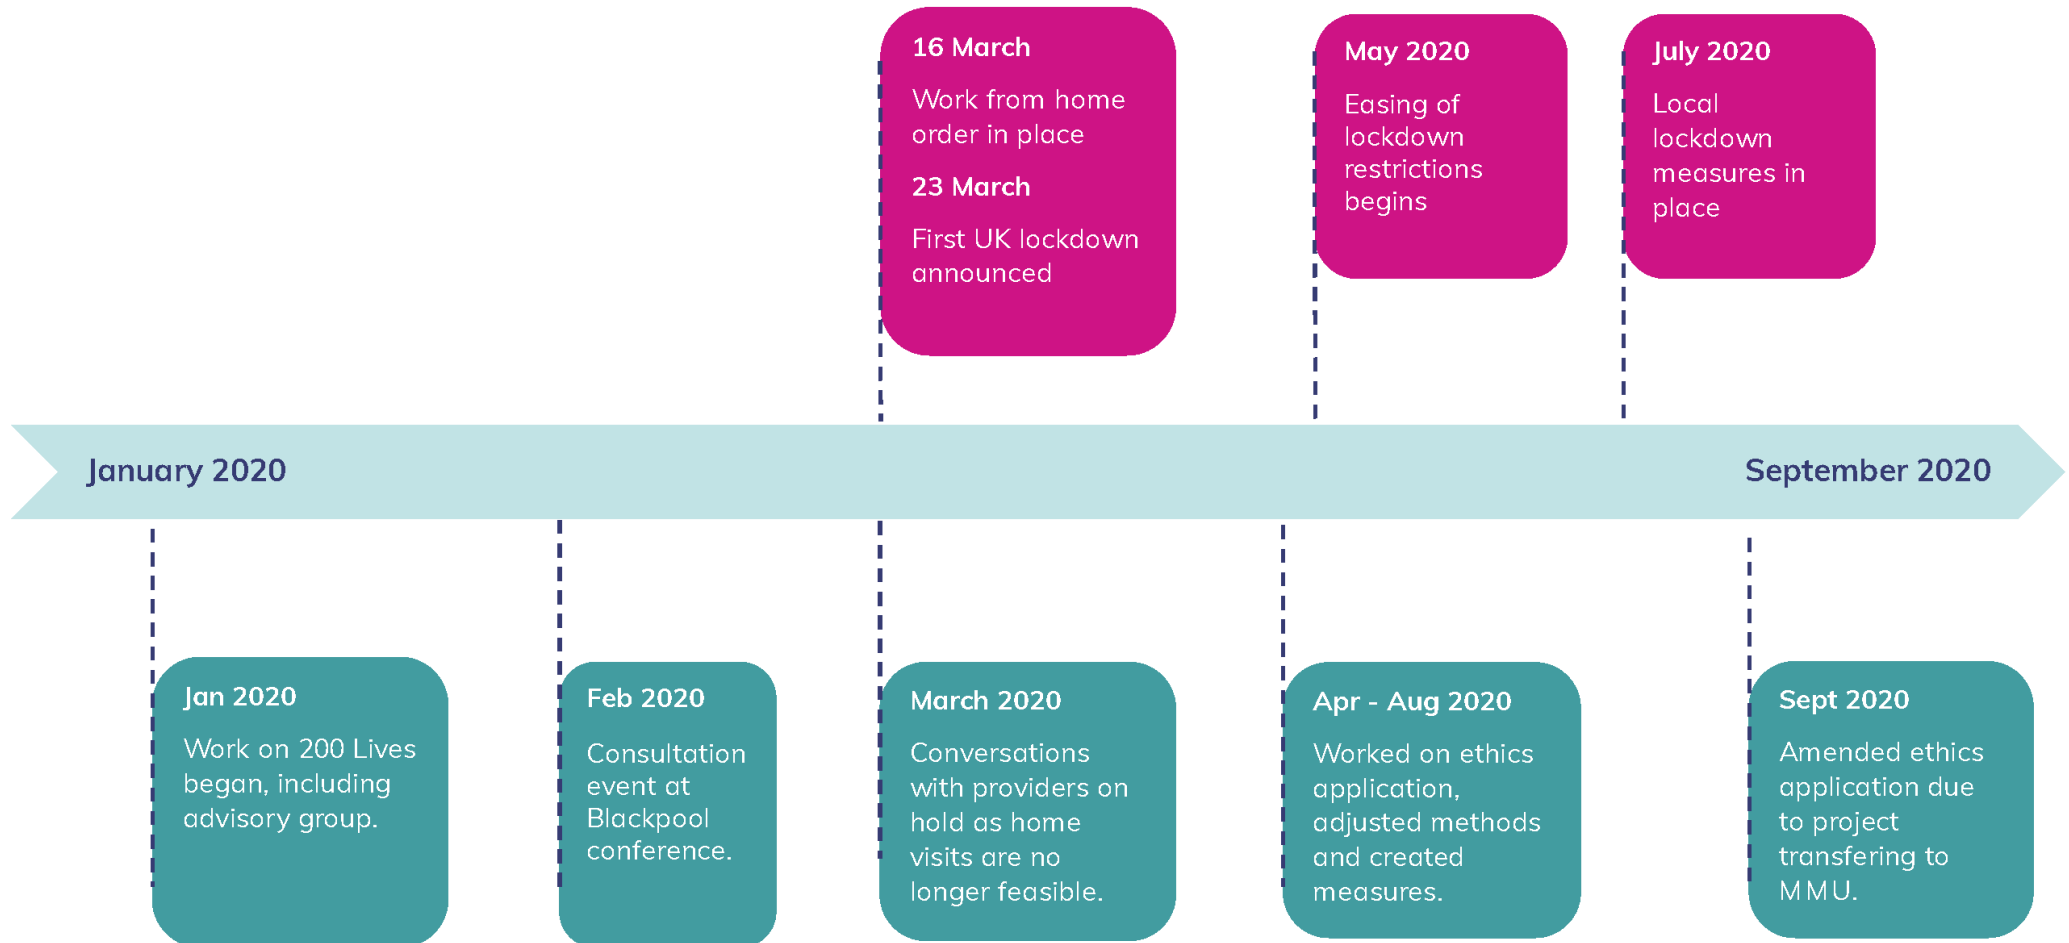 16 March
Work from home
order in place
23 March
First UK lockdown
announced
May 2020
Easing of
lockdown
restrictions
begins
July 2020
Local
lockdown
measures in
place
January 2020
September 2020
Jan 2020
Work on 200 Lives
began, including
advisory group.
Feb 2020
Consultation
event at
Blackpool
conference.
March 2020
Conversations
with providers on
hold as home
visits are no
longer feasible.
Apr - Aug 2020
Worked on ethics
application,
adjusted methods
and created
measures.
Sept 2020
Amended ethics
application due
to project
transfering to
MMU.